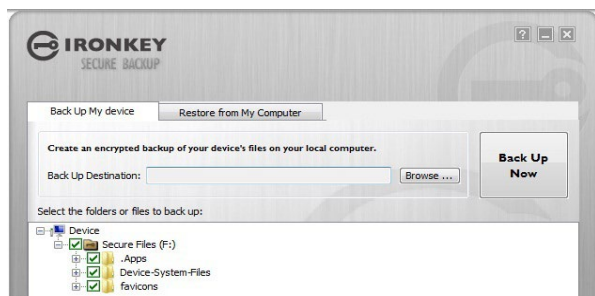 IRONKEY
SECURE BACKUP
?
Back Up My device
Restore from My Computer
Create an encrypted backup of your device's files on your local computer.
Back Up Destination:
Browse ...
Back Up
Now
Select the folders or files to back up:
Device
Secure Files (F:)
.Apps
Device-System-Files
favicons